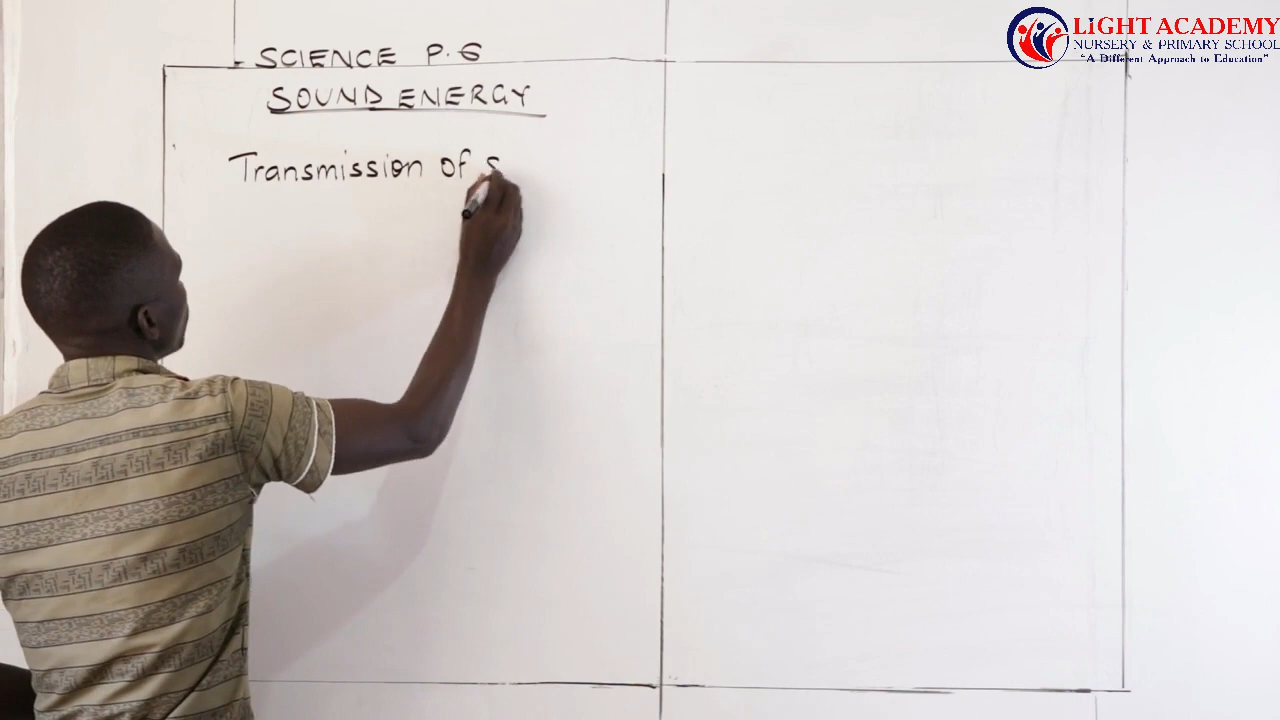 SCIENCE P.6
SOUND ENERGY
Transmission of s
LIGHT ACADEMY
NURSERY & PRIMARY SCHOOL
"A Different Approach to Education"